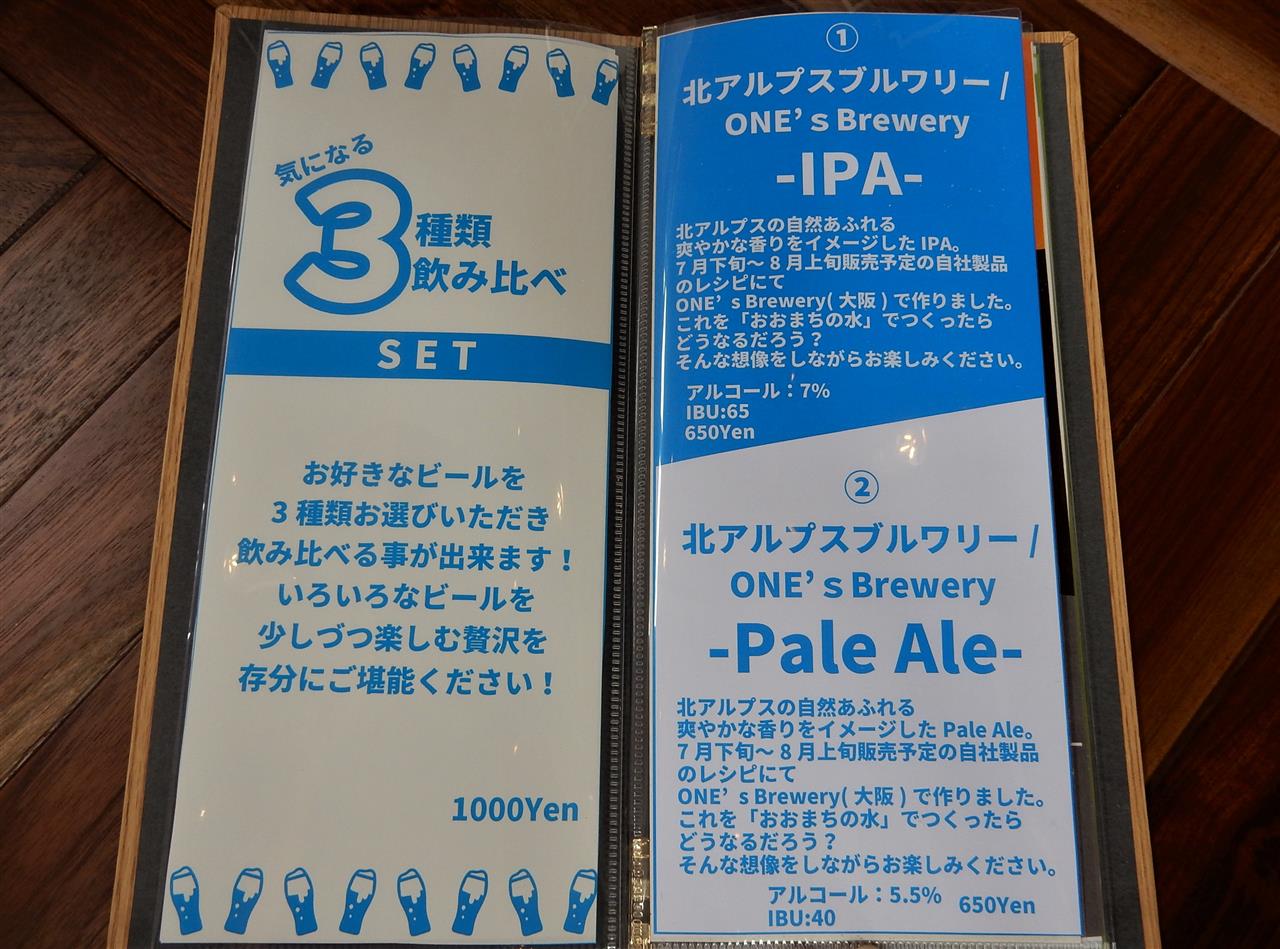 気になる
3種類
飲み比べ
SET
お好きなビールを
3種類お選びいただき
飲み比べる事が出来ます！
いろいろなビールを
少しづつ楽しむ贅沢を
存分にご堪能ください！
1000Yen
①
北アルプスブルワリー /
ONE’s Brewery
-IPA-
北アルプスの自然あふれる
爽やかな香りをイメージした IPA。
7月下旬～8月上旬販売予定の自社製品
のレシピにて
ONE’s Brewery(大阪)で作りました。
これを「おおまちの水」でつくったら
どうなるだろう？
そんな想像をしながらお楽しみください。
アルコール：7%
IBU:65
650Yen
②
北アルプスブルワリー /
ONE’s Brewery
-Pale Ale-
北アルプスの自然あふれる
爽やかな香りをイメージした Pale Ale。
7月下旬～8月上旬販売予定の自社製品
のレシピにて
ONE’s Brewery(大阪)で作りました。
これを「おおまちの水」でつくったら
どうなるだろう？
そんな想像をしながらお楽しみください。
アルコール：5.5% 650Yen
IBU:40